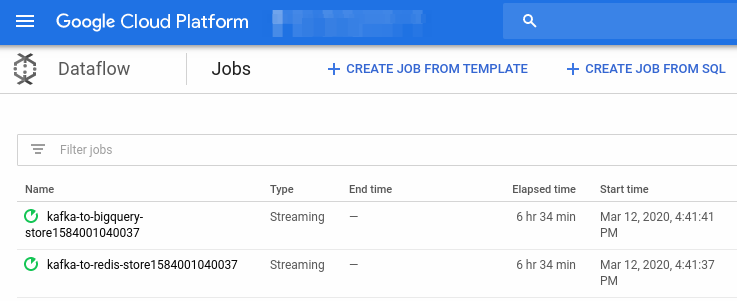 Google Cloud Platform
Dataflow Jobs + CREATE JOB FROM TEMPLATE + CREATE JOB FROM SQL
Filter jobs
Name Type End time Elapsed time Start time
kafka-to-bigquery- Streaming — 6 hr 34 min Mar 12, 2020, 4:41:41
store1584001040037 PM
kafka-to-redis-store1584001040037 Streaming — 6 hr 34 min Mar 12, 2020, 4:41:37
PM